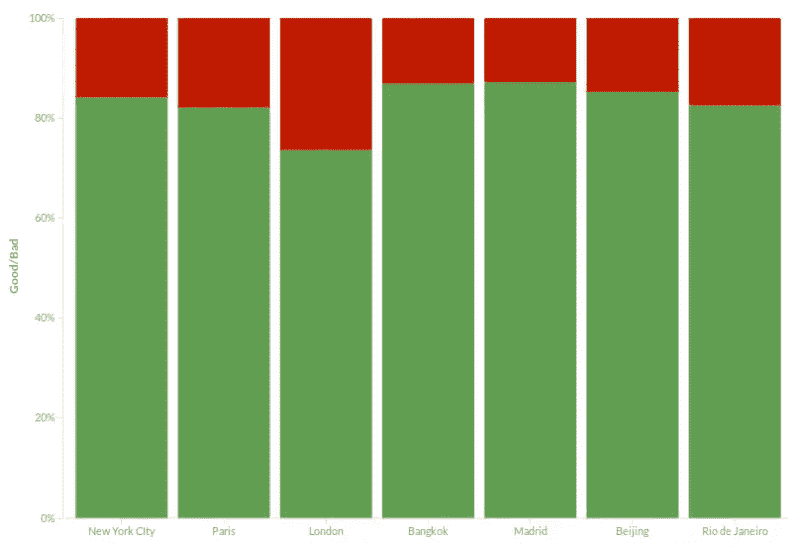 100%
80%
60%
40%
20%
0%
Good/Bad
New York CIty
Paris
London
Bangkok
Madrid
Beijing
Rio de Janeiro